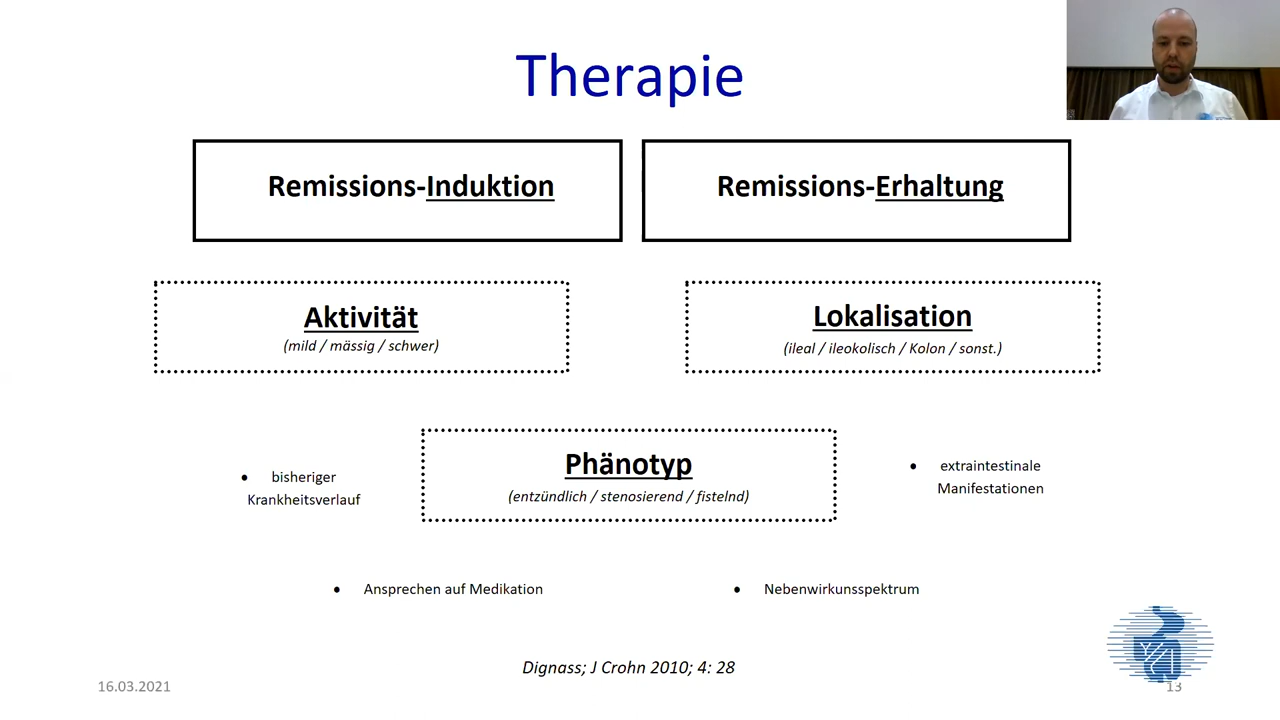 Therapie
Remissions-Induktion
Remissions-Erhaltung
Aktivität
(mild / mässig / schwer)
Lokalisation
(ileal / ileokolisch / Kolon / sonst.)
Phänotyp
(entzündlich / stenosierend / fistelnd)
• bisheriger
Krankheitsverlauf
• extraintestinale
Manifestationen
• Ansprechen auf Medikation
• Nebenwirkunsspektrum
Dignass; J Crohn 2010; 4: 28
16.03.2021
13